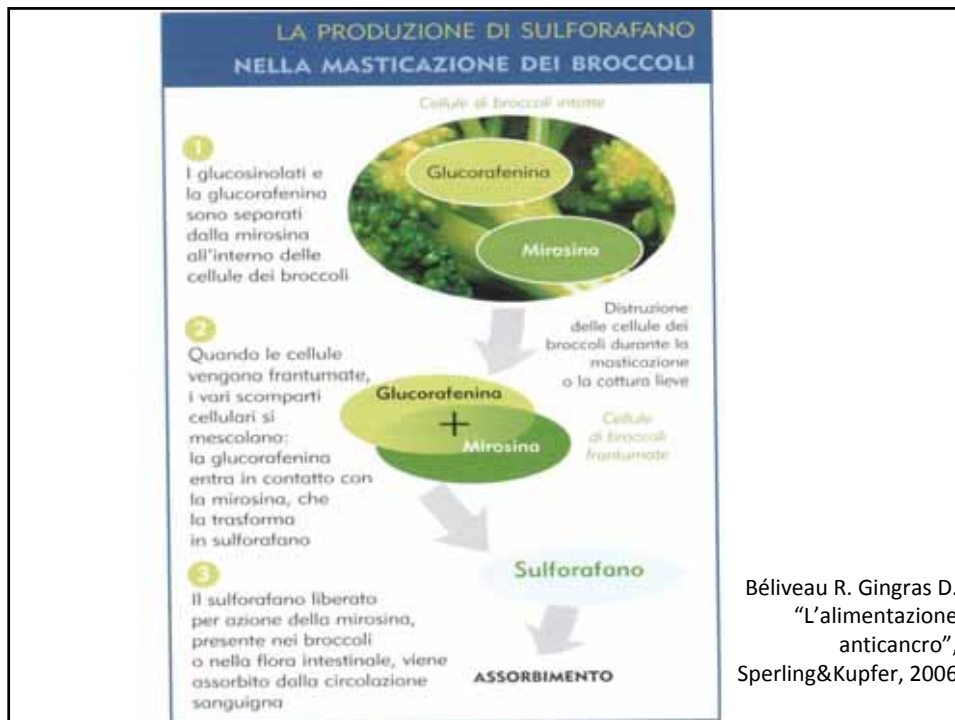 LA PRODUZIONE DI SULFORAFANO
NELLA MASTICAZIONE DEI BROCCOLI
Cellule di broccoli intatte
1
I glucosinolati e
la glucorafenina
sono separati
dalla mirosina
all'interno delle
cellule dei broccoli
Glucorafenina
Mirosina
Distruzione
delle cellule dei
broccoli durante la
masticazione
o la cottura lieve
2
Quando le cellule
vengono frantumate,
i vari scomparti
cellulari si
mescolano:
la glucorafenina
entra in contatto con
la mirosina, che
la trasforma
in sulforafano
Glucorafenina
+
Mirosina
Cellule
di broccoli
frantumate
Sulforafano
3
Il sulforafano liberato
per azione della mirosina,
presente nei broccoli
o nella flora intestinale, viene
assorbito dalla circolazione
sanguigna
ASSORBIMENTO
Béliveau R. Gingras D.
“L’alimentazione
anticancro”,
Sperling&Kupfer, 2006